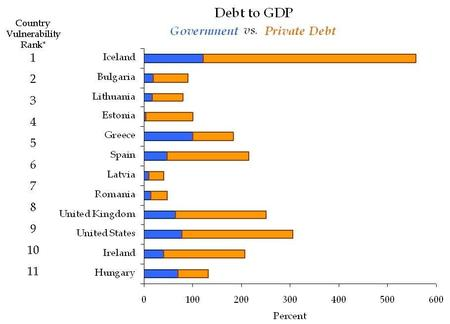 Debt to GDP
Government vs. Private Debt
Country
Vulnerability
Rank*
1
2
3
4
5
6
7
8
9
10
11
Iceland
Bulgaria
Lithuania
Estonia
Greece
Spain
Latvia
Romania
United Kingdom
United States
Ireland
Hungary
0 100 200 300 400 500 600
Percent